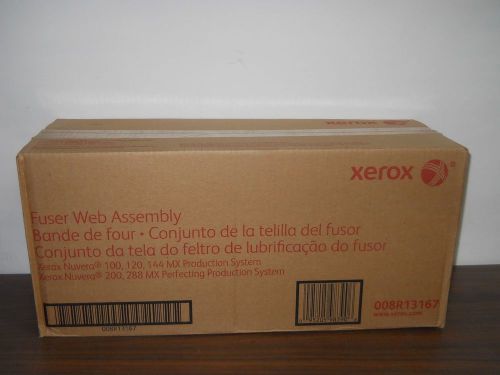 xerox
Fuser Web Assembly
Bande de four • Conjunto de la telilla del fusor
Conjunto da tela do feltro de lubrificação do fusor
Xerox Nuvera® 100, 120, 144 MX Production System
Xerox Nuvera® 200, 288 MX Perfecting Production System
008R13167
008R13167
www.xerox.com